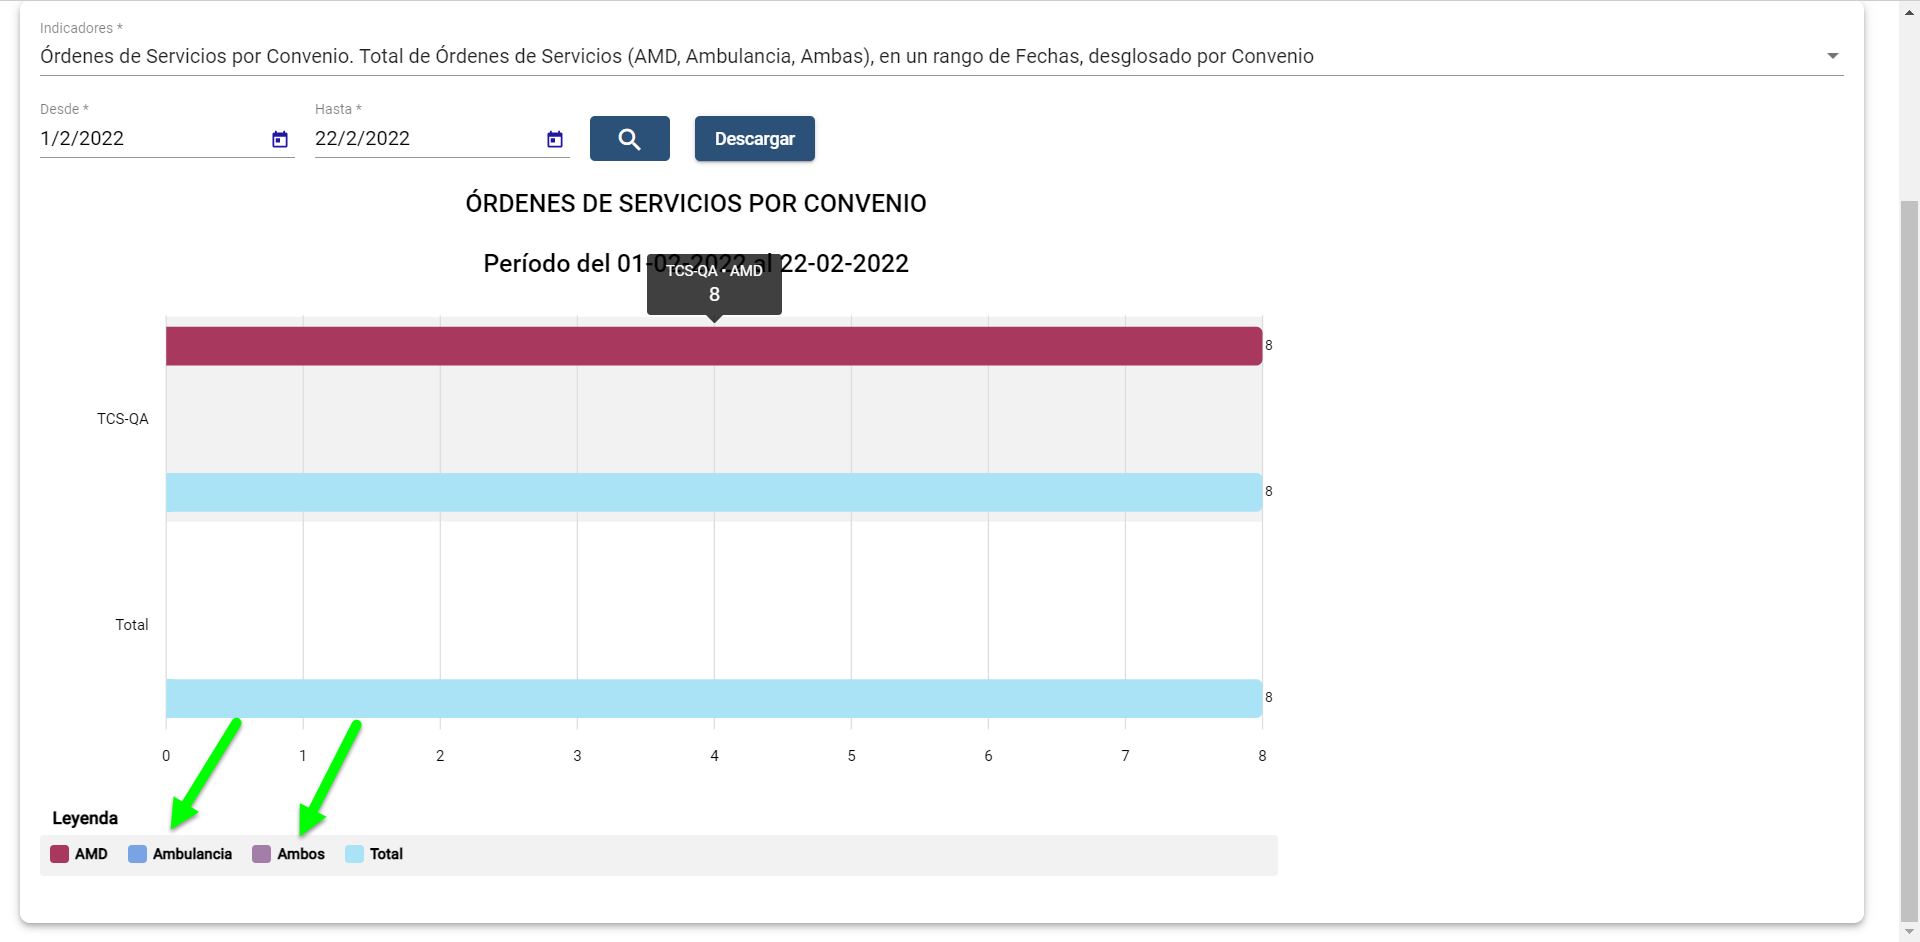 Indicadores *
Órdenes de Servicios por Convenio. Total de Órdenes de Servicios (AMD, Ambulancia, Ambas), en un rango de Fechas, desglosado por Convenio
Desde *
Hasta *
1/2/2022
22/2/2022
Descargar
ÓRDENES DE SERVICIOS POR CONVENIO
Período del 01-02-2022 al 22-02-2022
TCS-QA • AMD
8
8
TCS-QA
8
Total
8
0 1 2 3 4 5 6 7 8
Leyenda
AMD Ambulancia Ambos Total